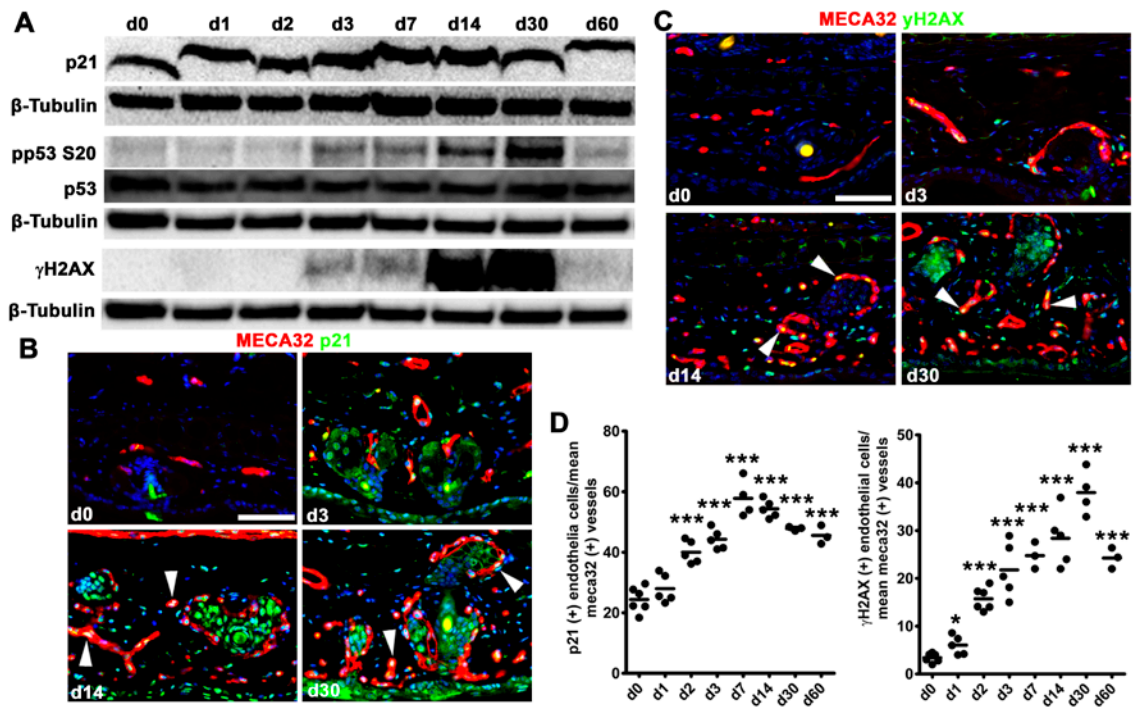 A
d0 d1 d2 d3 d7 d14 d30 d60
p21
β-Tubulin
pp53 S20
p53
β-Tubulin
γH2AX
β-Tubulin
B
MECA32 p21
d0
d3
d14
d30
C
MECA32 yH2AX
d0
d3
d14
d30
D
p21 (+) endothelia cells/mean
meca32 (+) vessels
80
60
40
20
0
***
***
***
***
***
***
d0 d1 d2 d3 d7 d14 d30 d60
γH2AX (+) endothelial cells/
mean meca32 (+) vessels
50
40
30
20
10
0
*
***
***
***
***
***
***
d0 d1 d2 d3 d7 d14 d30 d60